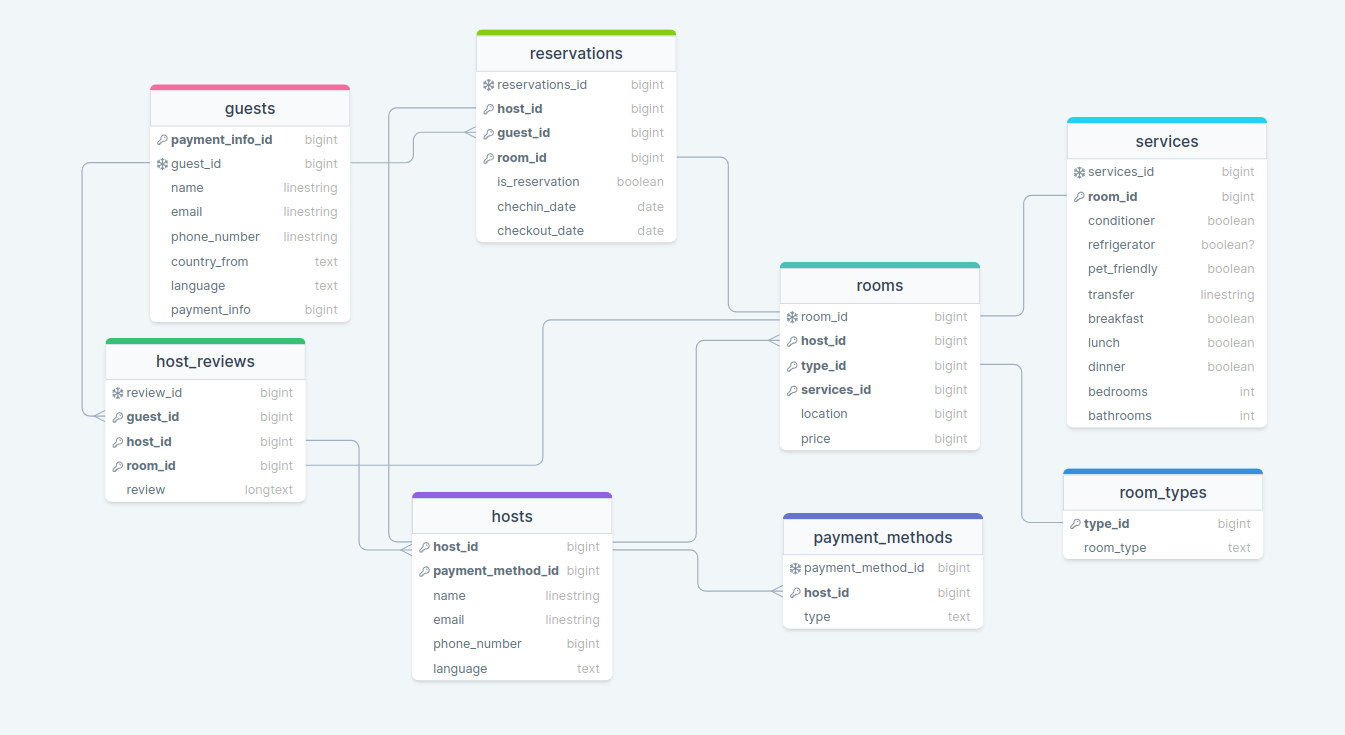 guests
payment_info_id bigint
guest_id bigint
name linestring
email linestring
phone_number linestring
country_from text
language text
payment_info bigint
reservations
reservations_id bigint
host_id bigint
guest_id bigint
room_id bigint
is_reservation boolean
chechin_date date
checkout_date date
services
services_id bigint
room_id bigint
conditioner boolean
refrigerator boolean?
pet_friendly boolean
transfer linestring
breakfast boolean
lunch boolean
dinner boolean
bedrooms int
bathrooms int
rooms
room_id bigint
host_id bigint
type_id bigint
services_id bigint
location bigint
price bigint
host_reviews
review_id bigint
guest_id bigint
host_id bigint
room_id bigint
review longtext
hosts
host_id bigint
payment_method_id bigint
name linestring
email linestring
phone_number bigint
language text
payment_methods
payment_method_id bigint
host_id bigint
type text
room_types
type_id bigint
room_type text